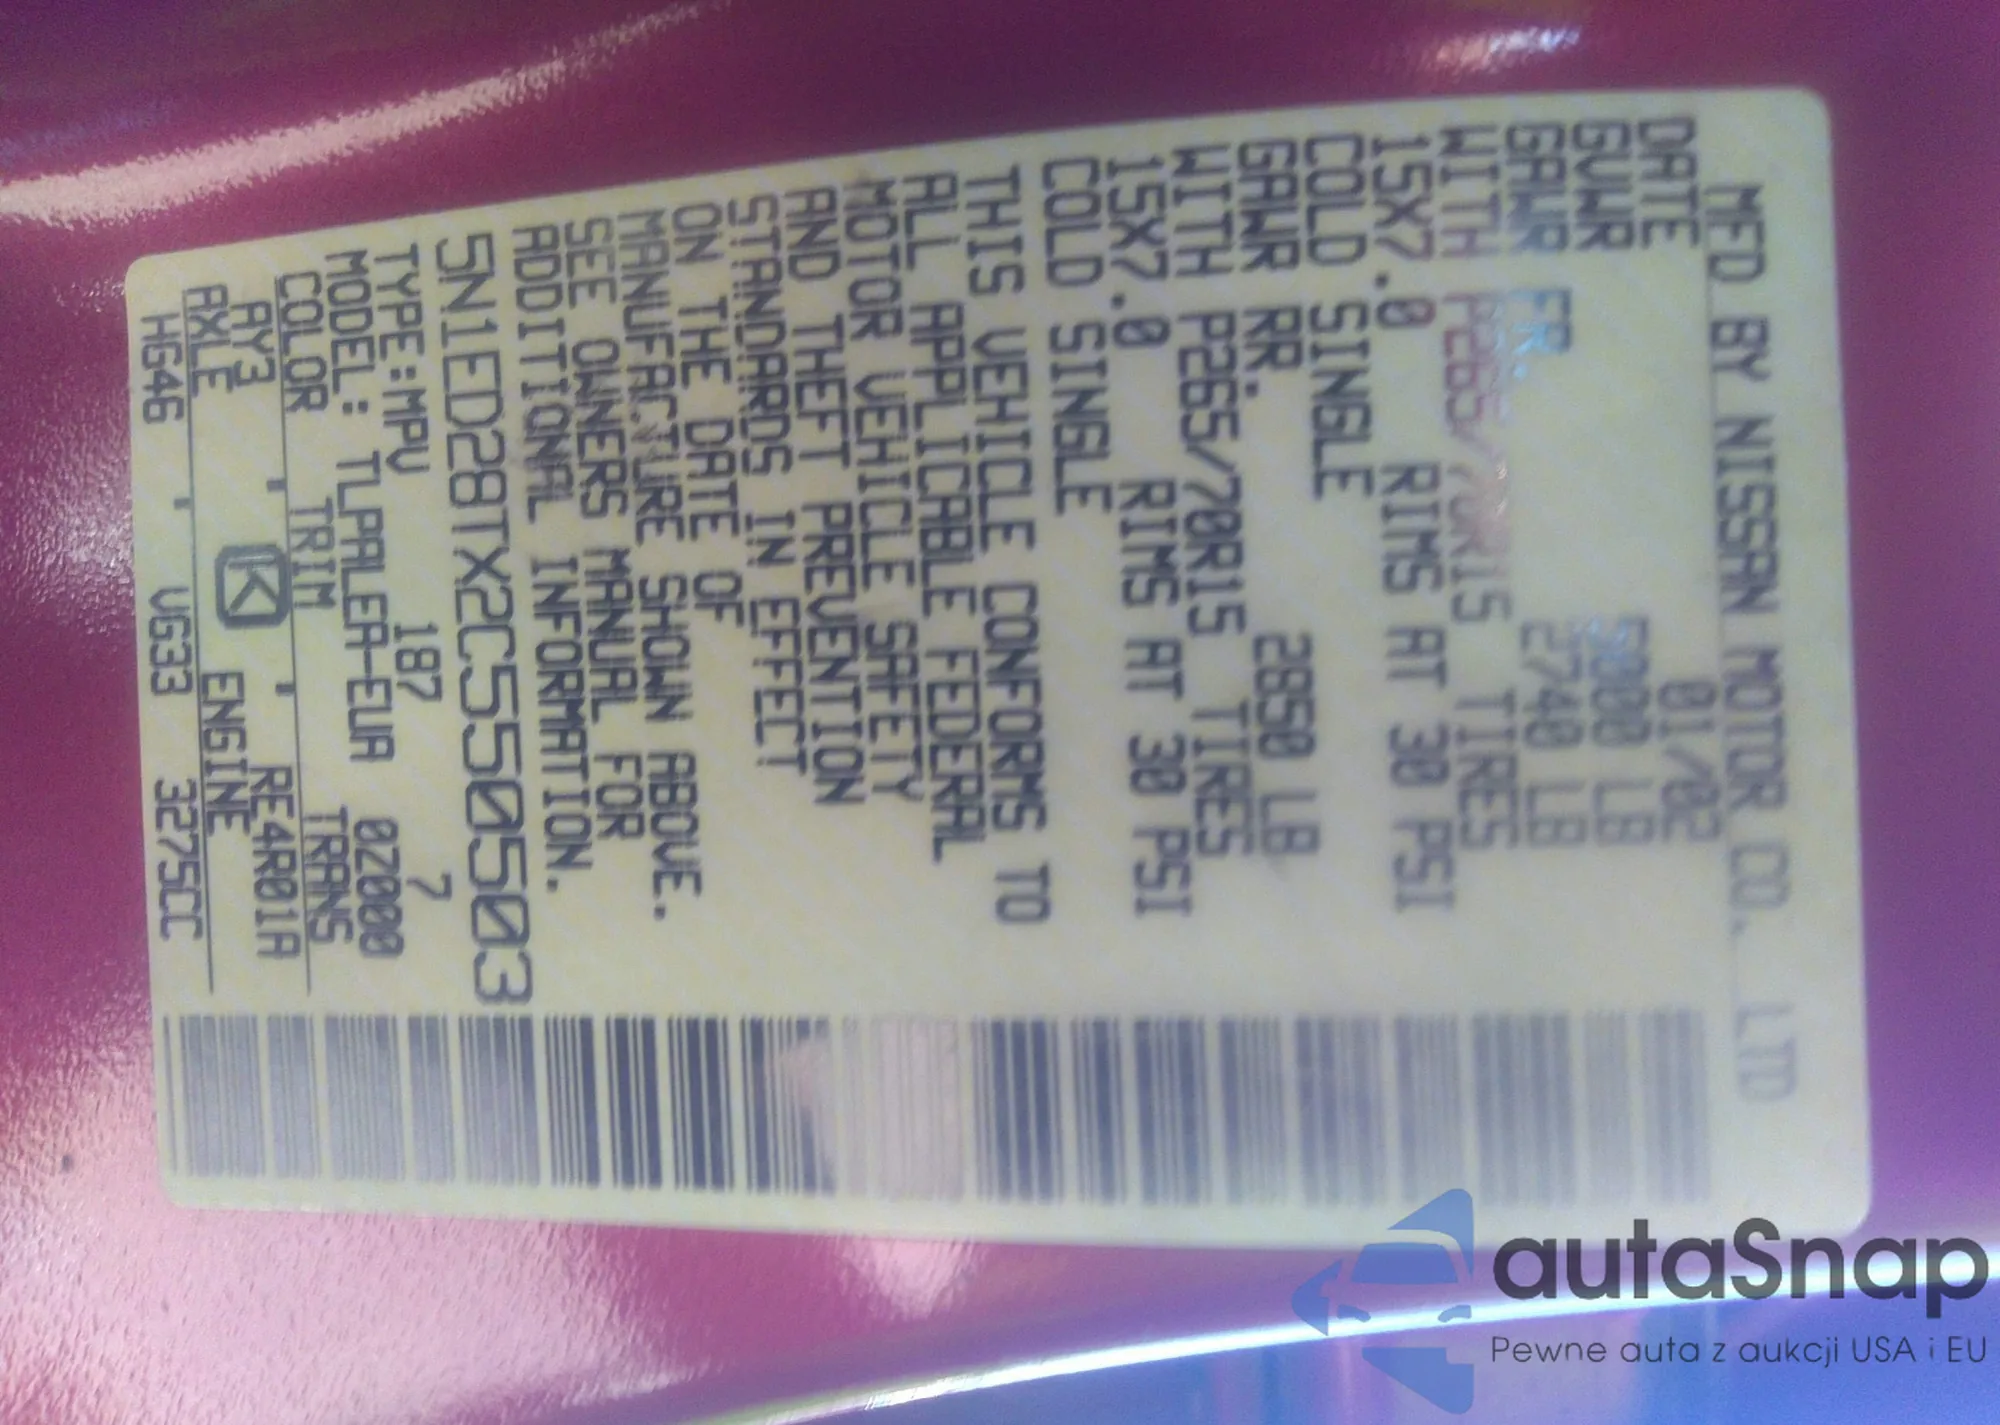 MFD BY NISSAN MOTOR CO. LTD
DATE 01/02
GVWR 5000 LB
GAWR FR. 2740 LB
WITH P265/70R15 TIRES
15X7.0 RIMS AT 30 PSI
COLD SINGLE
GAWR RR. 2850 LB
WITH P265/70R15 TIRES
15X7.0 RIMS AT 30 PSI
COLD SINGLE
THIS VEHICLE CONFORMS TO
ALL APPLICABLE FEDERAL
MOTOR VEHICLE SAFETY
AND THEFT PREVENTION
STANDARDS IN EFFECT
ON THE DATE OF
MANUFACTURE SHOWN ABOVE.
SEE OWNERS MANUAL FOR
ADDITIONAL INFORMATION.
5N1ED28TX2C550503
TYPE:MPV 187 7
MODEL: TLPALEA-EUA 0Z000
COLOR TRIM TRANS
AY3 K RE4R01A
AXLE ENGINE
HG46 VG33 3275CC
autaSnap
Pewne auta z aukcji USA i EU